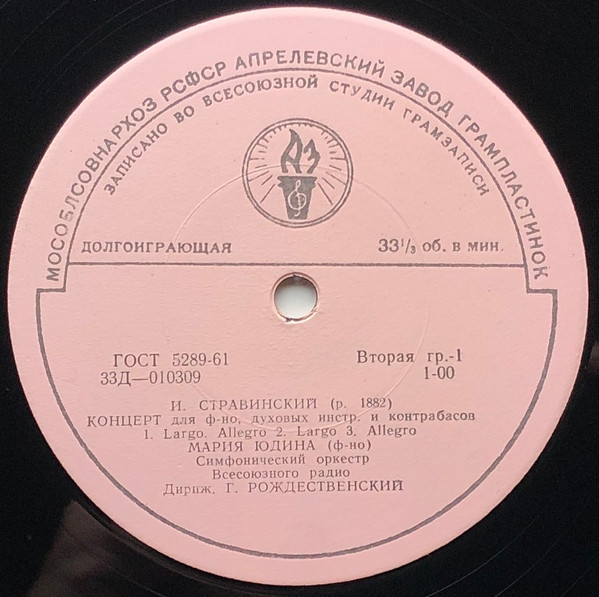 МОСОБЛСОВНАРХОЗ РСФСР АПРЕЛЕВСКИЙ ЗАВОД ГРАМПЛАСТИНОК
ЗАПИСАНО ВО ВСЕСОЮЗНОЙ СТУДИИ ГРАМЗАПИСИ
АЗ
ДОЛГОИГРАЮЩАЯ 33 1/3 об. в мин.
ГОСТ 5289-61 Вторая гр.-1
33Д—010309 1-00
И. СТРАВИНСКИЙ (р. 1882)
КОНЦЕРТ для ф-но, духовых инстр. и контрабасов
1. Largo. Allegro 2. Largo 3. Allegro
МАРИЯ ЮДИНА (ф-но)
Симфонический оркестр
Всесоюзного радио
Дириж. Г. РОЖДЕСТВЕНСКИЙ